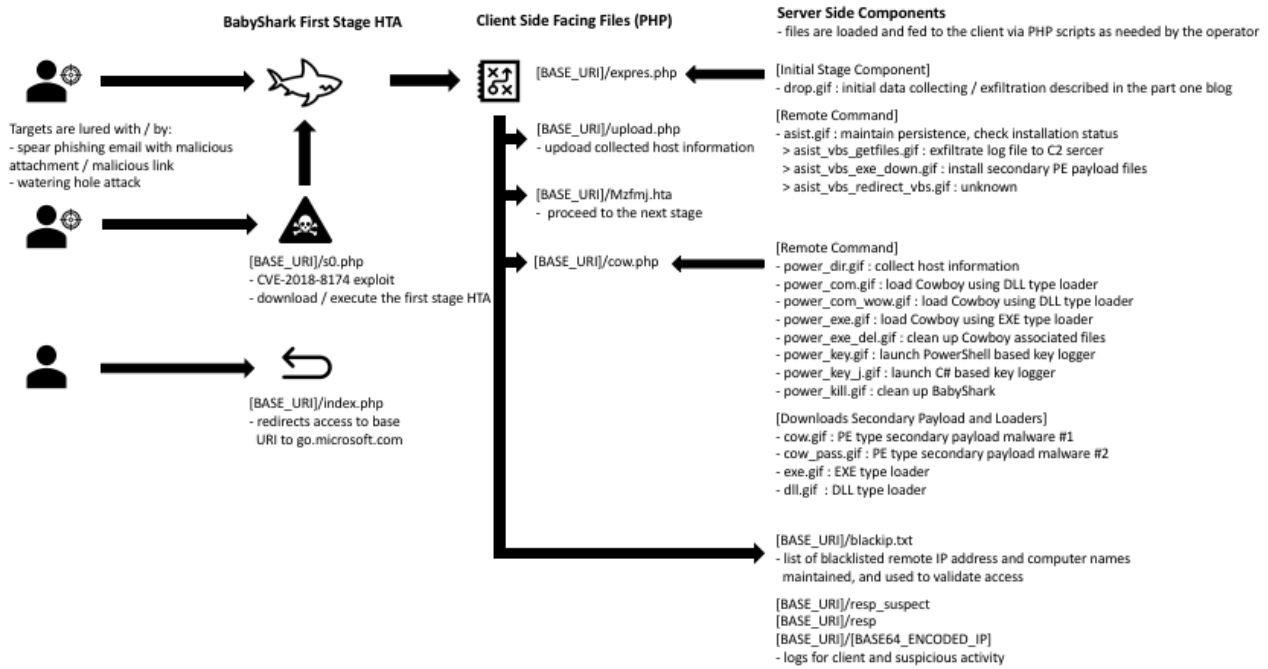 BabyShark First Stage HTA
Client Side Facing Files (PHP)
Server Side Components
- files are loaded and fed to the client via PHP scripts as needed by the operator
Targets are lured with / by:
- spear phishing email with malicious
attachment / malicious link
- watering hole attack
[BASE_URI]/s0.php
- CVE-2018-8174 exploit
- download / execute the first stage HTA
[BASE_URI]/index.php
- redirects access to base
URI to go.microsoft.com
[BASE_URI]/expres.php
[BASE_URI]/upload.php
- updoad collected host information
[BASE_URI]/Mzfmj.hta
- proceed to the next stage
[BASE_URI]/cow.php
[Initial Stage Component]
- drop.gif : initial data collecting / exfiltration described in the part one blog
[Remote Command]
- asist.gif : maintain persistence, check installation status
> asist_vbs_getfiles.gif : exfiltrate log file to C2 sercer
> asist_vbs_exe_down.gif : install secondary PE payload files
> asist_vbs_redirect_vbs.gif : unknown
[Remote Command]
- power_dir.gif : collect host information
- power_com.gif : load Cowboy using DLL type loader
- power_com_wow.gif : load Cowboy using DLL type loader
- power_exe.gif : load Cowboy using EXE type loader
- power_exe_del.gif : clean up Cowboy associated files
- power_key.gif : launch PowerShell based key logger
- power_key_j.gif : launch C# based key logger
- power_kill.gif : clean up BabyShark
[Downloads Secondary Payload and Loaders]
- cow.gif : PE type secondary payload malware #1
- cow_pass.gif : PE type secondary payload malware #2
- exe.gif : EXE type loader
- dll.gif : DLL type loader
[BASE_URI]/blackip.txt
- list of blacklisted remote IP address and computer names
maintained, and used to validate access
[BASE_URI]/resp_suspect
[BASE_URI]/resp
[BASE_URI]/[BASE64_ENCODED_IP]
- logs for client and suspicious activity